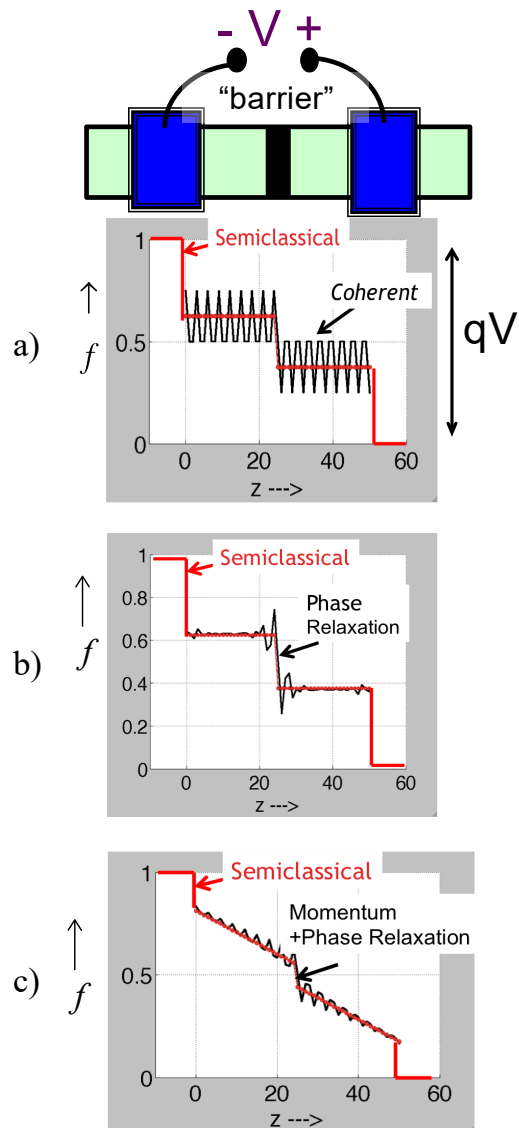 - V +
“barrier”
a)
f
1
0.5
0
Semiclassical
Coherent
qV
0
20
40
60
z --->
b)
f
1
0.8
0.6
0.4
0.2
0
Semiclassical
Phase
Relaxation
0
20
40
60
z --->
c)
f
1
0.5
0
Semiclassical
Momentum
+Phase Relaxation
0
20
40
60
z --->